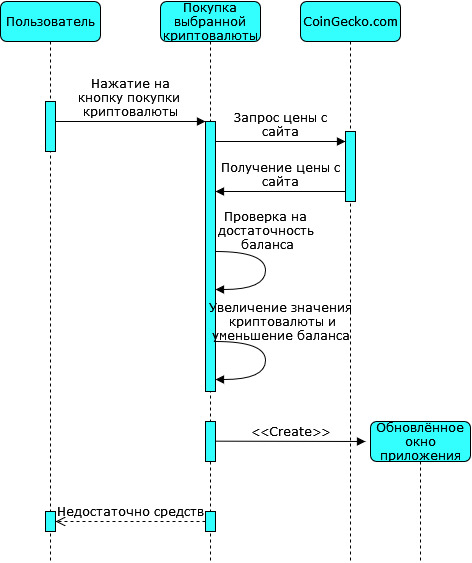 Пользователь
Покупка
выбранной
криптовалюты
CoinGecko.com
Нажатие на
кнопку покупки
криптовалюты
Запрос цены с
сайта
Получение цены с
сайта
Проверка на
достаточность
баланса
Увеличение значения
криптовалюты и
уменьшение баланса
<<Create>>
Обновлённое
окно
приложения
Недостаточно средств